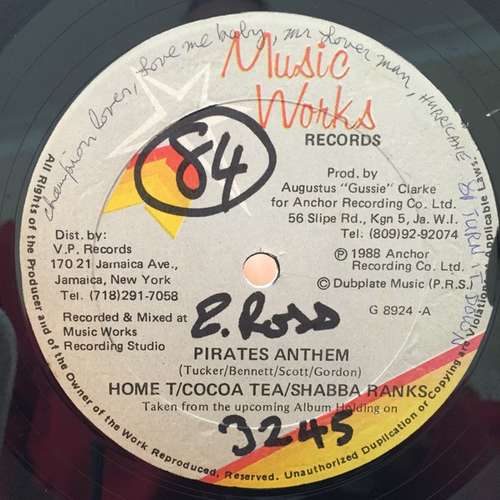 champion lover, love me baby, mr lover man, HURRICANE & TURN IT DOWN
Music
Works
RECORDS
84
Prod. by
Augustus "Gussie" Clarke
for Anchor Recording Co. Ltd.
56 Slipe Rd., Kgn 5, Ja. W.I.
Tel: (809)92-92074
Dist. by:
V.P. Records
170 21 Jamaica Ave.,
Jamaica, New York
Tel. (718)291-7058
Ⓟ1988 Anchor
Recording Co. Ltd.
©Dubplate Music (P.R.S.)
G 8924 -A
Recorded & Mixed at
Music Works
Recording Studio
E. Ross
PIRATES ANTHEM
(Tucker/Bennett/Scott/Gordon)
HOME T/COCOA TEA/SHABBA RANKS
Taken from the upcoming Album Holding on
3245
All Rights of the Producer and of the Owner of the Work Reproduced, Reserved. Unauthorized Duplication or Copying are Violation of Applicable Laws.